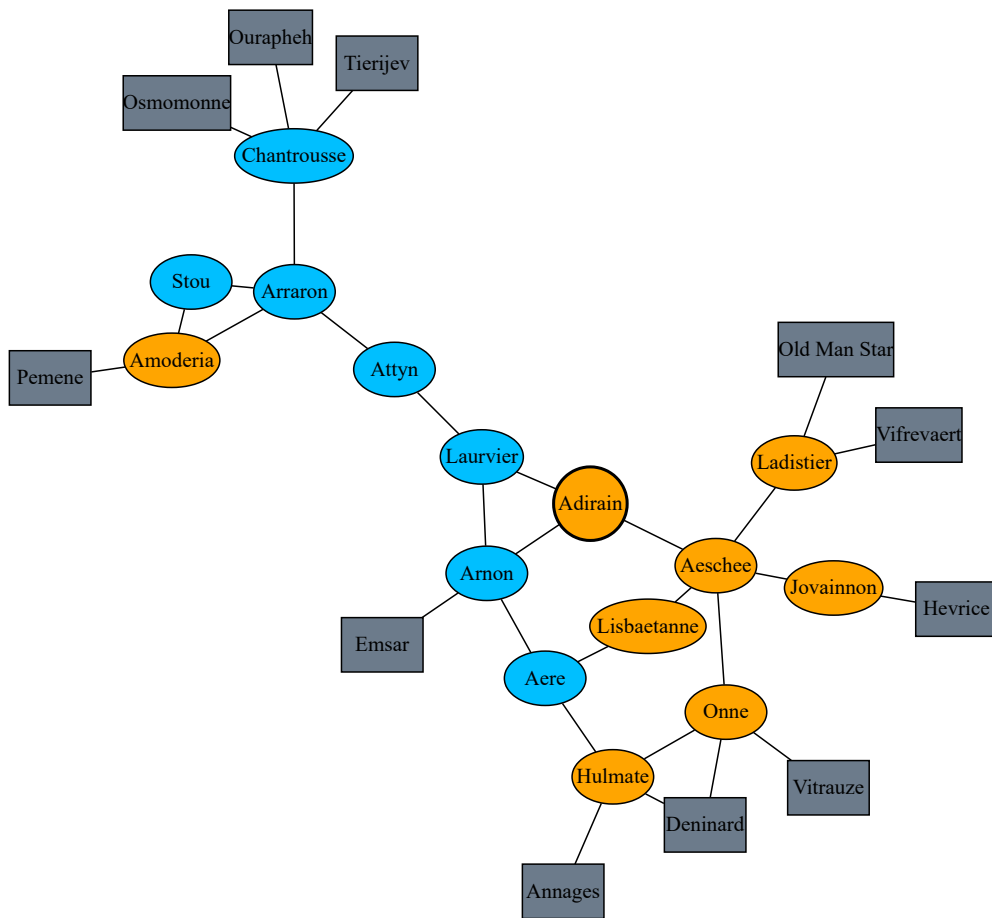 Ourapheh
Tierijev
Osmomonne
Chantrousse
Stou
Arraron
Amoderia
Pemene
Attyn
Old Man Star
Vifrevaert
Laurvier
Ladistier
Adirain
Aeschee
Arnon
Jovainnon
Hevrice
Lisbaetanne
Emsar
Aere
Onne
Hulmate
Vitrauze
Deninard
Annages